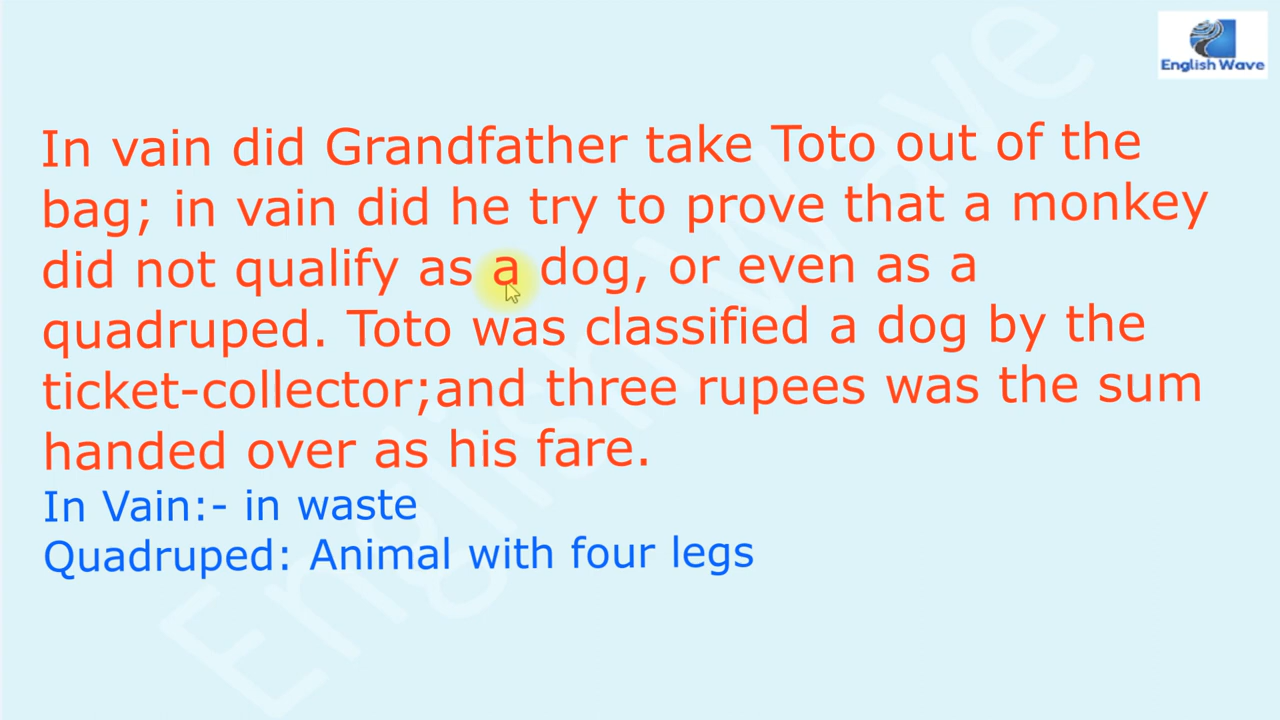 English Wave
In vain did Grandfather take Toto out of the
bag; in vain did he try to prove that a monkey
did not qualify as a dog, or even as a
quadruped. Toto was classified a dog by the
ticket-collector;and three rupees was the sum
handed over as his fare.
In Vain:- in waste
Quadruped: Animal with four legs
English Wave